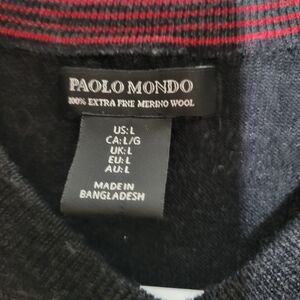 PAOLO MONDO
100% EXTRA FINE MERINO WOOL
US: L
CA: L/G
UK: L
EU: L
AU: L
MADE IN
BANGLADESH